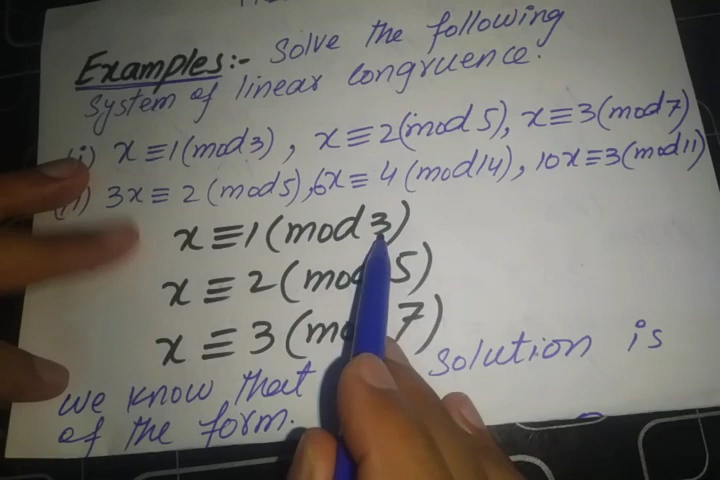 Examples:- Solve the following
system of linear congruence.
(i) x ≡ 1 (mod 3), x ≡ 2 (mod 5), x ≡ 3 (mod 7)
3x ≡ 2 (mod 5), 6x ≡ 4 (mod 14), 10x ≡ 3 (mod 11)
x ≡ 1 (mod 3)
x ≡ 2 (mod 5)
x ≡ 3 (mod 7)
we know that solution is
of the form.